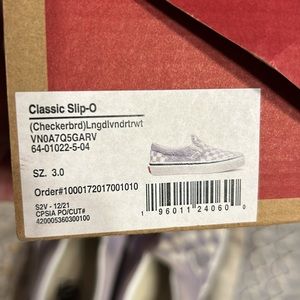 Classic Slip-O
(Checkerbrd)Lngdlvndrtrwt
VN0A7Q5GARV
64-01022-5-04
SZ. 3.0
Order#1000172017001010
S2V - 12/21
CPSIA PO/CUT#
420005360300100
1 96011 24060 0